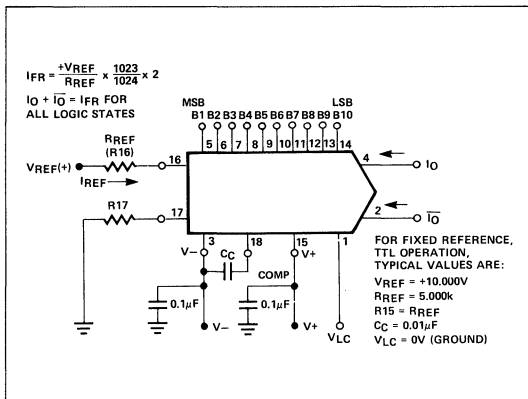 IFR = +VREF / RREF × 1023 / 1024 × 2
IO + IO = IFR FOR
ALL LOGIC STATES
MSB LSB
B1 B2 B3 B4 B5 B6 B7 B8 B9 B10
5 6 7 8 9 10 11 12 13 14
RREF
(R16)
VREF(+)
IREF
16
4
IO
R17
17
2
IO
3 18 15 1
V− CC V+
COMP
0.1μF 0.1μF
V− V+
VLC
FOR FIXED REFERENCE,
TTL OPERATION,
TYPICAL VALUES ARE:
VREF = +10.000V
RREF = 5.000k
R15 = RREF
CC = 0.01μF
VLC = 0V (GROUND)